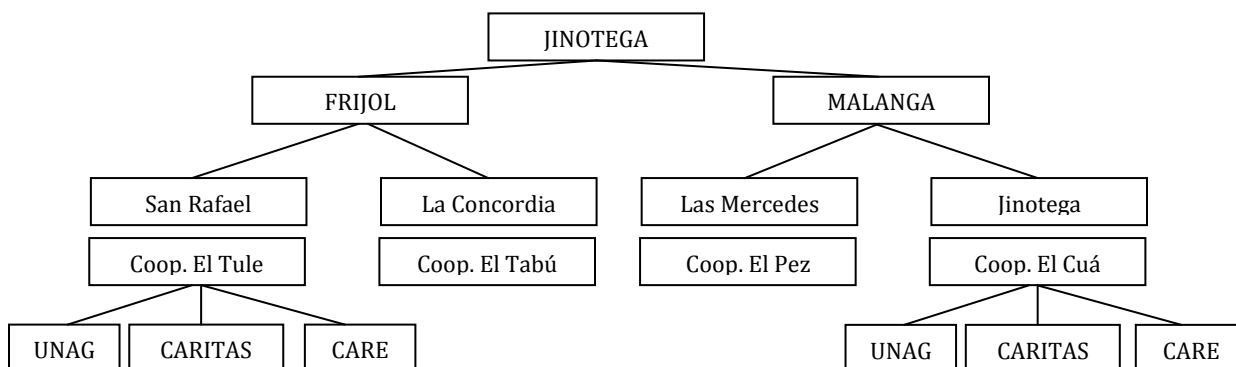 JINOTEGA
FRIJOL MALANGA
San Rafael La Concordia Las Mercedes Jinotega
Coop. El Tule Coop. El Tabú Coop. El Pez Coop. El Cuá
UNAG CARITAS CARE UNAG CARITAS CARE